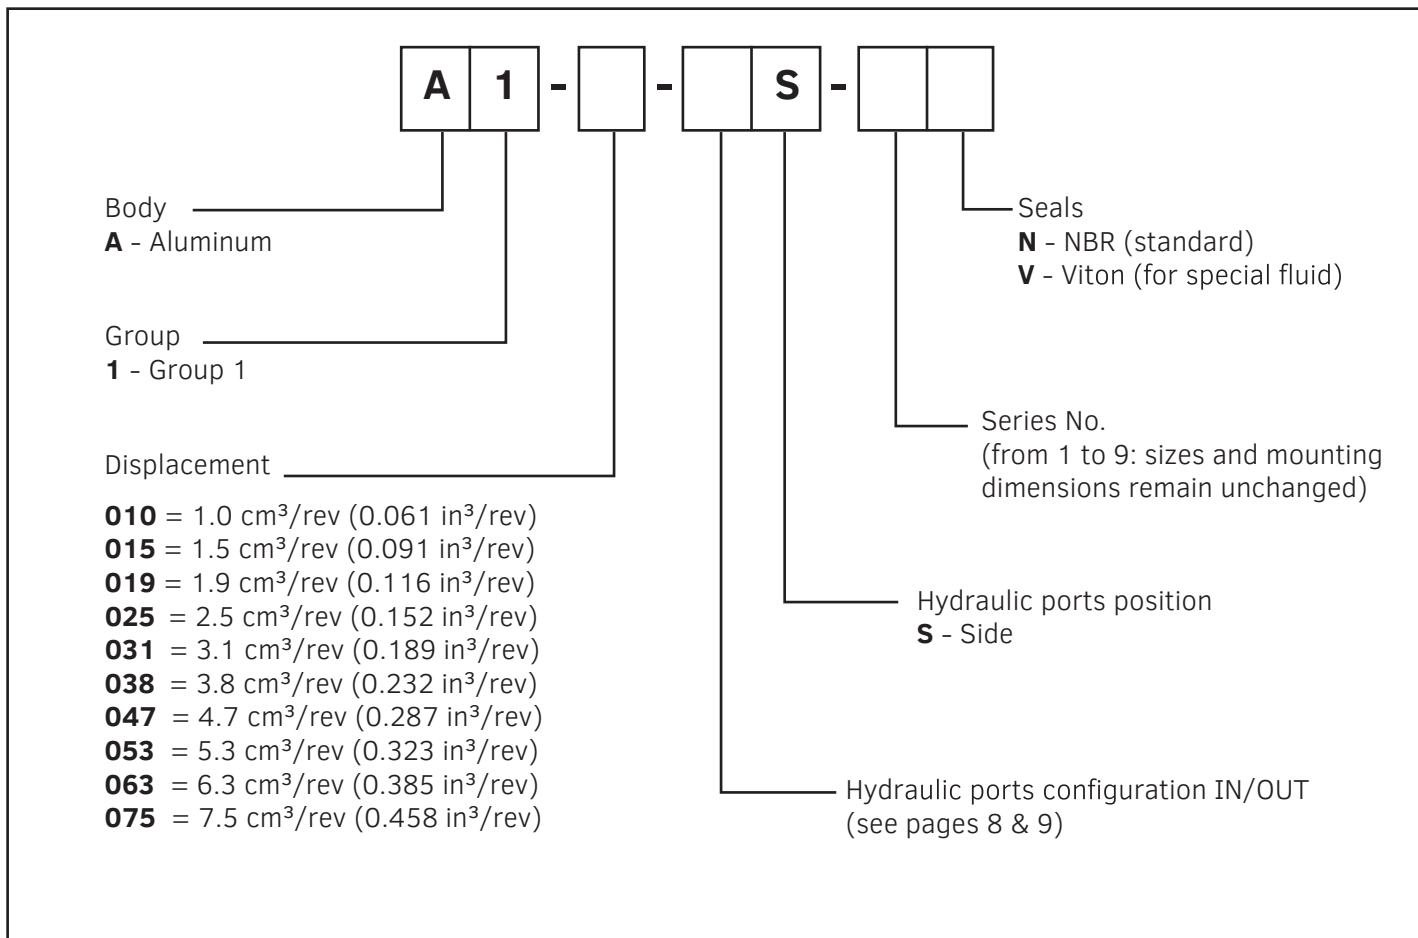 A 1 - - S -
Body
A - Aluminum
Group
1 - Group 1
Displacement
010 = 1.0 cm³/rev (0.061 in³/rev)
015 = 1.5 cm³/rev (0.091 in³/rev)
019 = 1.9 cm³/rev (0.116 in³/rev)
025 = 2.5 cm³/rev (0.152 in³/rev)
031 = 3.1 cm³/rev (0.189 in³/rev)
038 = 3.8 cm³/rev (0.232 in³/rev)
047 = 4.7 cm³/rev (0.287 in³/rev)
053 = 5.3 cm³/rev (0.323 in³/rev)
063 = 6.3 cm³/rev (0.385 in³/rev)
075 = 7.5 cm³/rev (0.458 in³/rev)
Seals
N - NBR (standard)
V - Viton (for special fluid)
Series No.
(from 1 to 9: sizes and mounting
dimensions remain unchanged)
Hydraulic ports position
S - Side
Hydraulic ports configuration IN/OUT
(see pages 8 & 9)